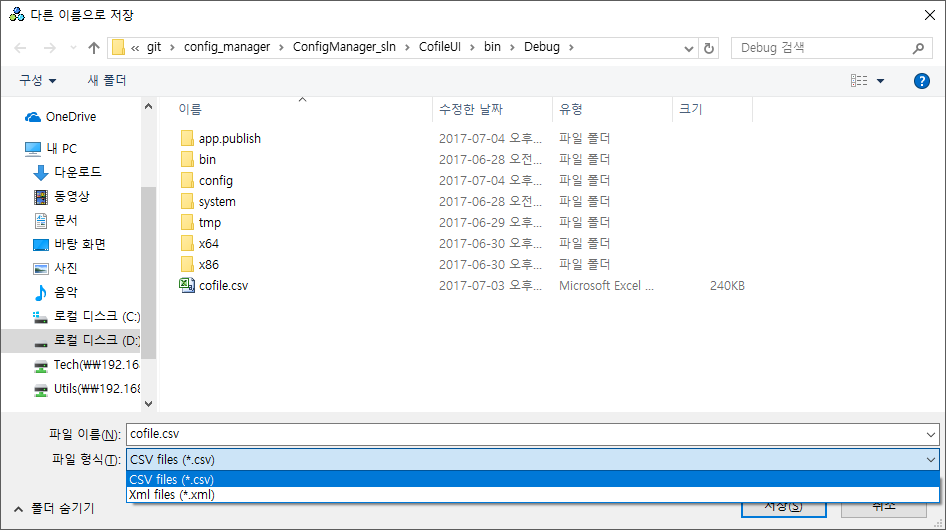 다른 이름으로 저장
« git > config_manager > ConfigManager_sln > CofileUI > bin > Debug >
Debug 검색
구성 새 폴더
이름 수정한 날짜 유형 크기
OneDrive
내 PC
다운로드
동영상
문서
바탕 화면
사진
음악
로컬 디스크 (C:)
로컬 디스크 (D:)
Tech(₩₩192.16
Utils(₩₩192.168
app.publish 2017-07-04 오후... 파일 폴더
bin 2017-06-28 오전... 파일 폴더
config 2017-07-04 오후... 파일 폴더
system 2017-06-28 오전... 파일 폴더
tmp 2017-06-29 오후... 파일 폴더
x64 2017-06-30 오후... 파일 폴더
x86 2017-06-30 오후... 파일 폴더
cofile.csv 2017-07-03 오후... Microsoft Excel ... 240KB
파일 이름(N): cofile.csv
파일 형식(T): CSV files (*.csv)
CSV files (*.csv)
Xml files (*.xml)
폴더 숨기기
저장(S) 취소